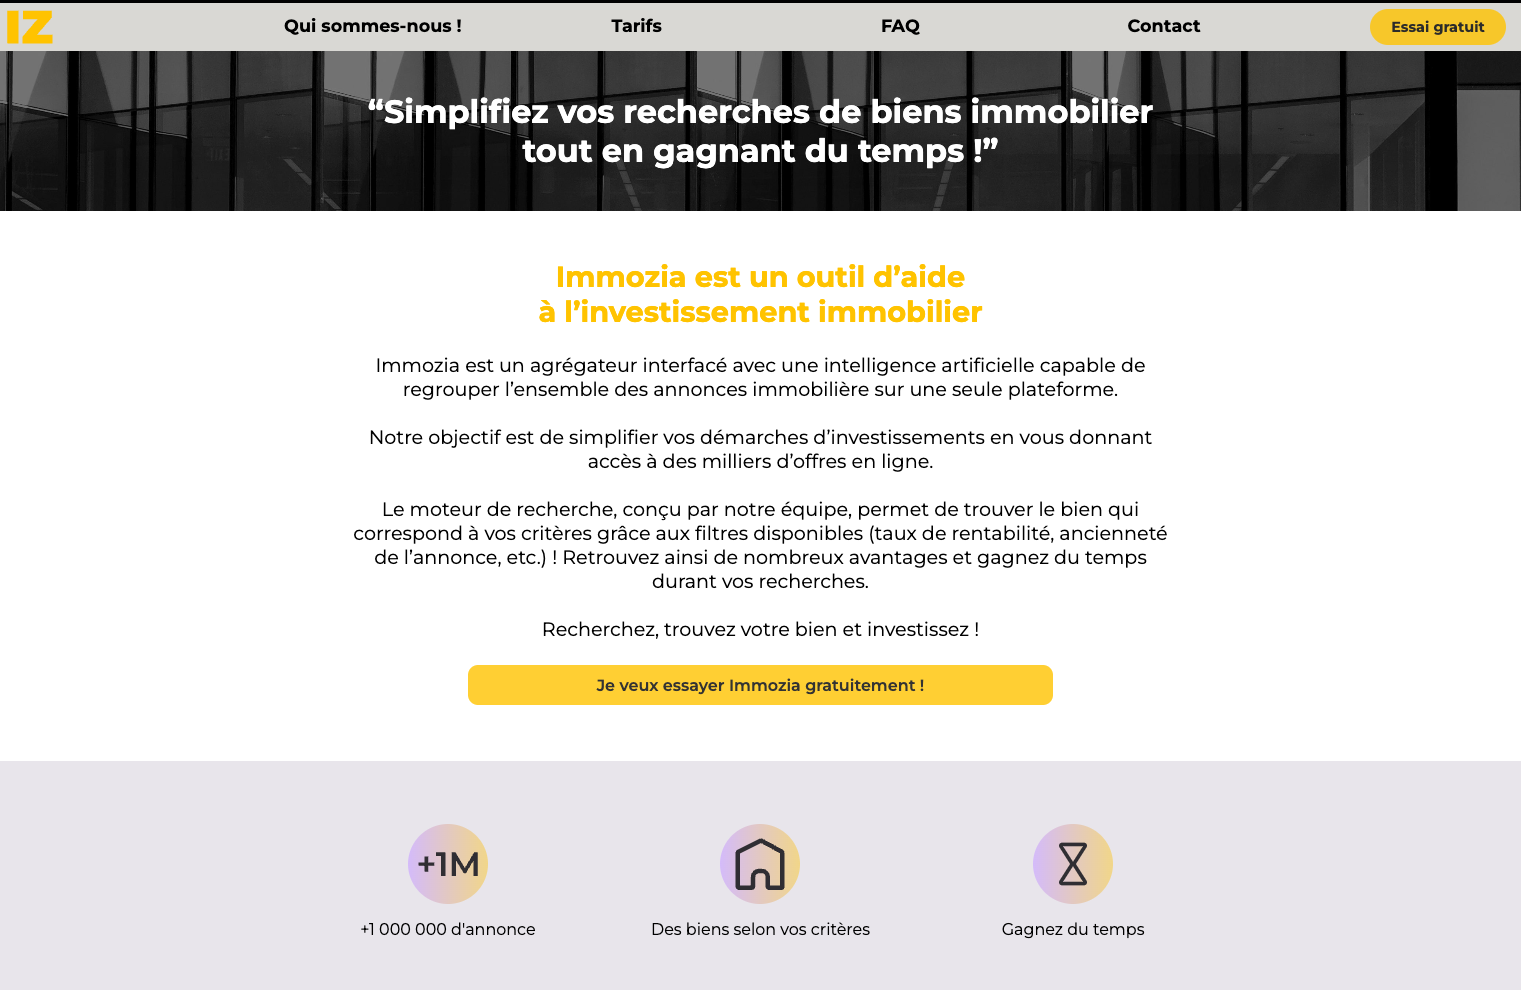 IZ
Qui sommes-nous !
Tarifs
FAQ
Contact
Essai gratuit
“Simplifiez vos recherches de biens immobilier
tout en gagnant du temps !”
Immozia est un outil d’aide
à l’investissement immobilier
Immozia est un agrégateur interfacé avec une intelligence artificielle capable de
regrouper l’ensemble des annonces immobilière sur une seule plateforme.
Notre objectif est de simplifier vos démarches d’investissements en vous donnant
accès à des milliers d’offres en ligne.
Le moteur de recherche, conçu par notre équipe, permet de trouver le bien qui
correspond à vos critères grâce aux filtres disponibles (taux de rentabilité, ancienneté
de l’annonce, etc.) ! Retrouvez ainsi de nombreux avantages et gagnez du temps
durant vos recherches.
Recherchez, trouvez votre bien et investissez !
Je veux essayer Immozia gratuitement !
+1M
+1 000 000 d'annonce
Des biens selon vos critères
Gagnez du temps